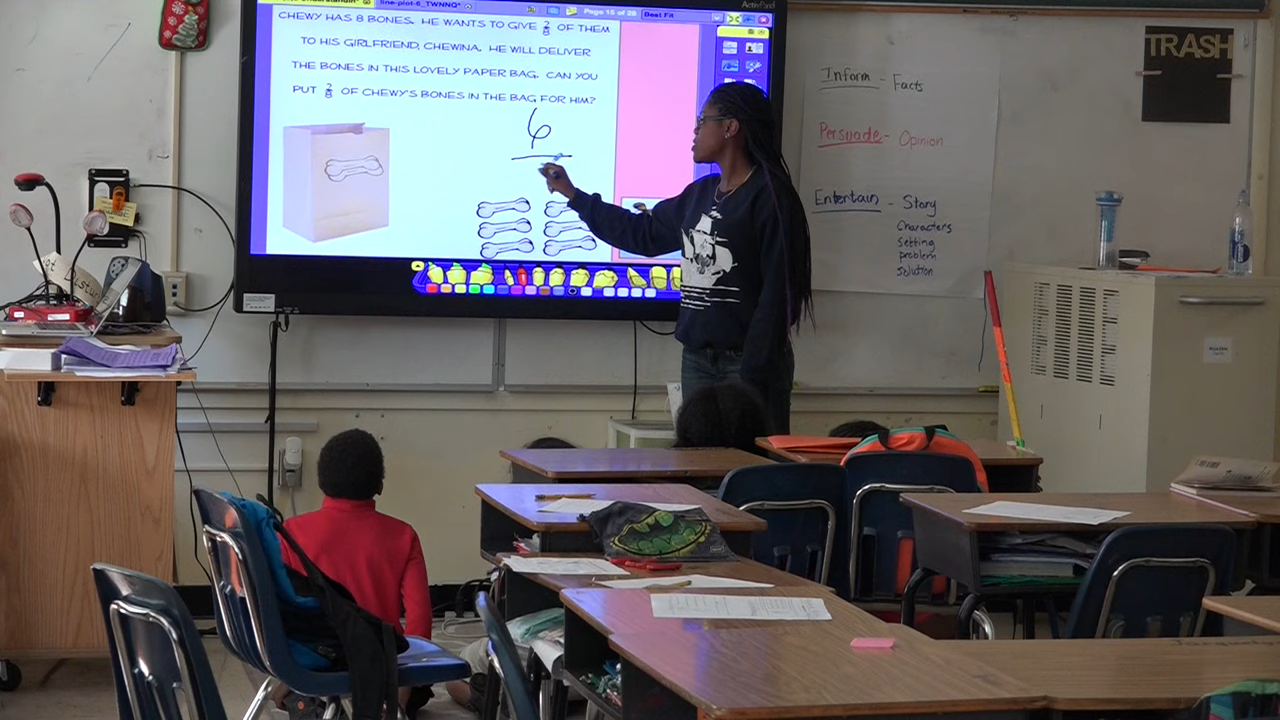 line-plot-6_TWNNQ*
Page 15 of 28
Best Fit
CHEWY HAS 8 BONES. HE WANTS TO GIVE 2/8 OF THEM
TO HIS GIRLFRIEND, CHEWINA. HE WILL DELIVER
THE BONES IN THIS LOVELY PAPER BAG. CAN YOU
PUT 2/8 OF CHEWY'S BONES IN THE BAG FOR HIM?
6
Inform - Facts
Persuade - Opinion
Entertain - Story
Characters
setting
problem
solution
TRASH